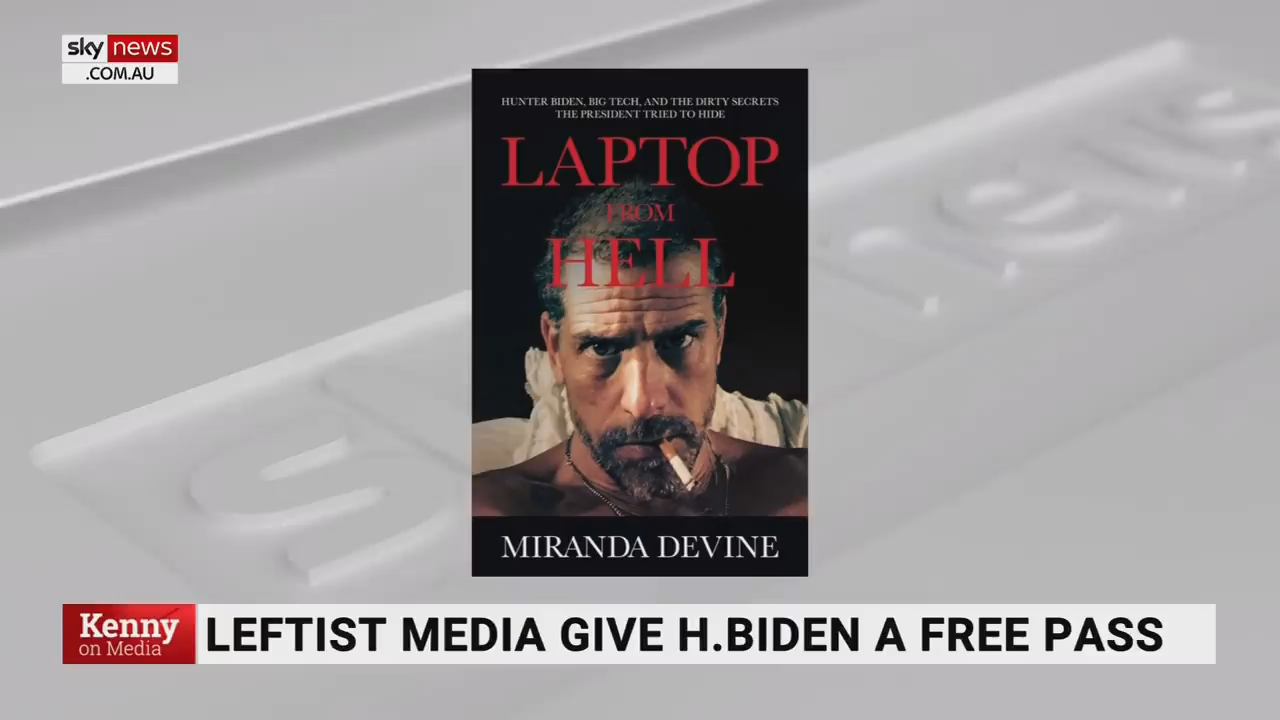 sky news
.COM.AU
HUNTER BIDEN, BIG TECH, AND THE DIRTY SECRETS
THE PRESIDENT TRIED TO HIDE
LAPTOP
FROM
HELL
MIRANDA DEVINE
Kenny
on Media
LEFTIST MEDIA GIVE H.BIDEN A FREE PASS